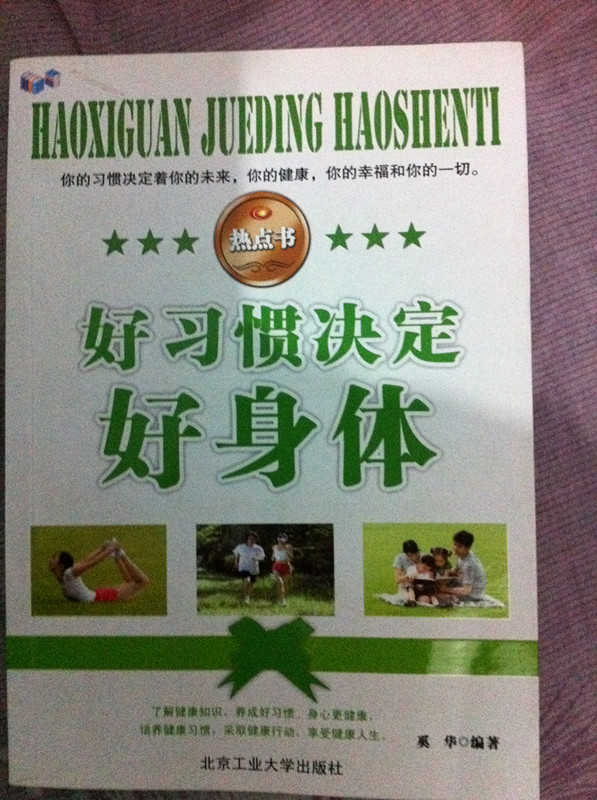 HAOXIGUAN JUEDING HAOSHENTI
你的习惯决定着你的未来，你的健康，你的幸福和你的一切。
★★★ 热点书 ★★★
好习惯决定
好身体
了解健康知识、养成好习惯、身心更健康，
培养健康习惯，采取健康行动、享受健康人生。
奚 华◎编著
北京工业大学出版社